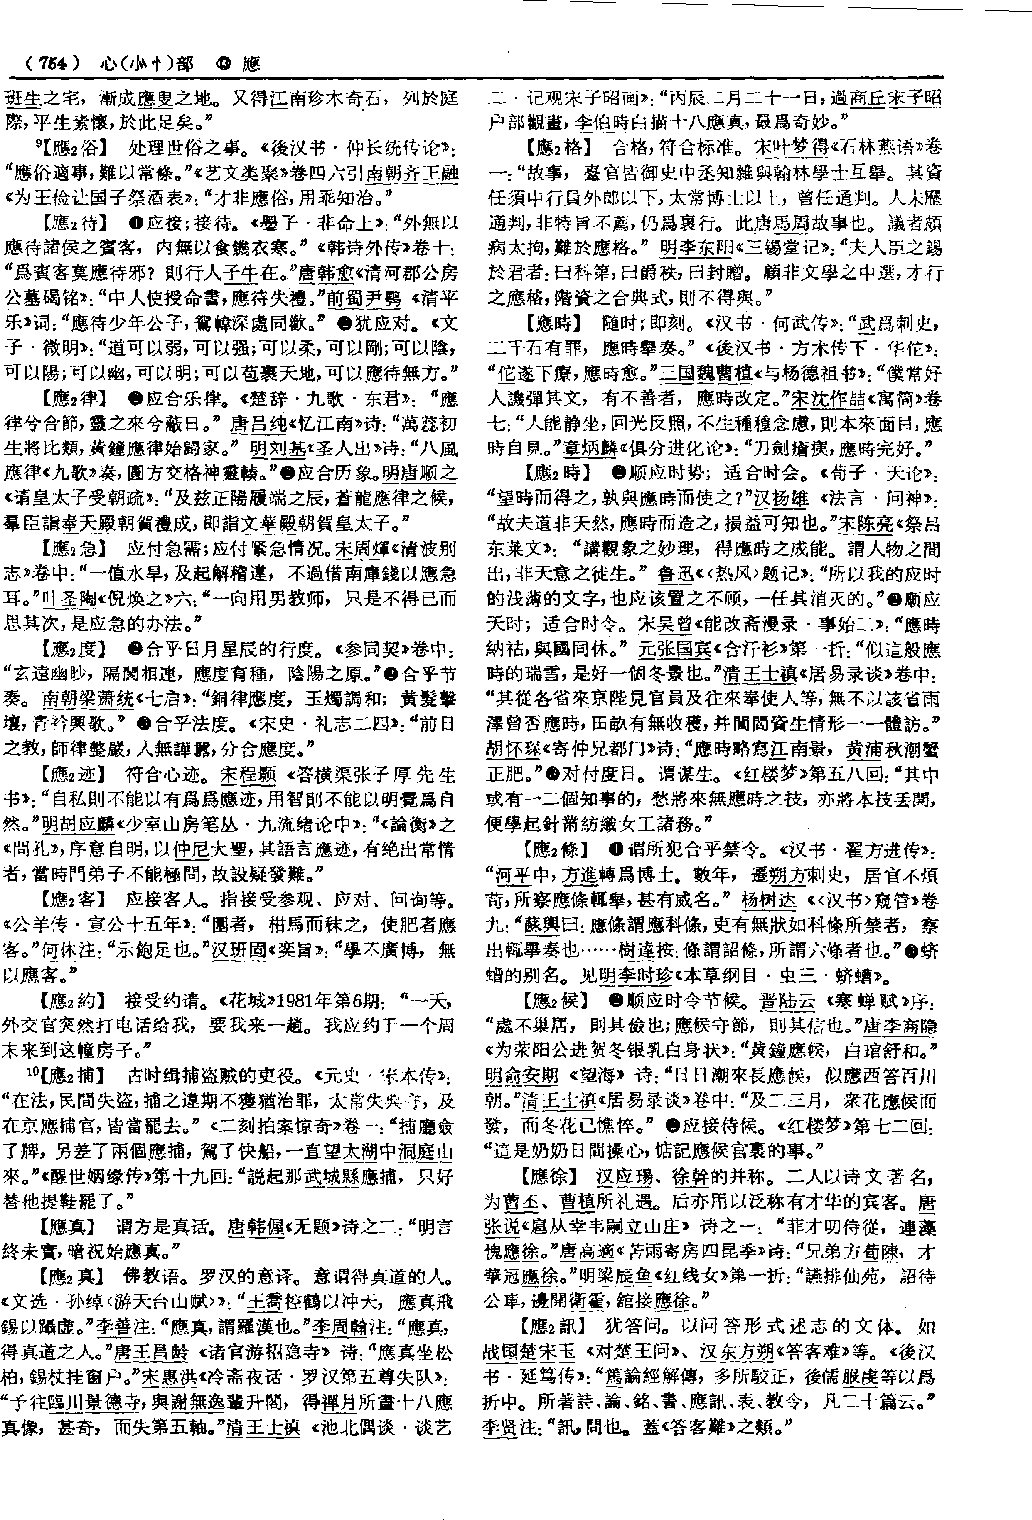 （754） 心（小忄）部 ⑬ 應
班生之宅，漸成應叟之地。又得江南珍木奇石，列於庭
際，平生素懷，於此足矣。”
9【應2俗】 处理世俗之事。《後汉书·仲长统传论》：
“應俗適事，難以常條。”《艺文类聚》卷四六引南朝齐王融
《为王俭让国子祭酒表》：“才非應俗，用乖知治。”
【應2待】 ❶应接；接待。《墨子·非命上》：“外無以
應待諸侯之賓客，内無以食饑衣寒。”《韩诗外传》卷十：
“爲賓客莫應待邪？則行人子牛在。”唐韩愈《清河郡公房
公墓碣铭》：“中人使授命書，應待失禮。”前蜀尹鹗《清平
乐》词：“應待少年公子，鴛幃深處同歡。”❷犹应对。《文
子·微明》：“道可以弱，可以强；可以柔，可以剛；可以陰，
可以陽；可以幽，可以明；可以苞裹天地，可以應待無方。”
【應2律】 ❶应合乐律。《楚辞·九歌·东君》：“應
律兮合節，靈之來兮蔽日。”唐吕纯《忆江南》诗：“萬蕊初
生將比類，黄鐘應律始歸家。”明刘基《圣人出》诗：“八風
應律《九歌》奏，圜方交格神靈轃。”❷应合历象。明唐顺之
《请皇太子受朝疏》：“及兹正陽履端之辰，蒼龍應律之候，
羣臣詣奉天殿朝賀禮成，即詣文華殿朝賀皇太子。”
【應2急】 应付急需；应付紧急情况。宋周煇《清波别
志》卷中：“一值水旱，及起解稽違，不過借南庫錢以應急
耳。”叶圣陶《倪焕之》六：“一向用男教师，只是不得已而
思其次，是应急的办法。”
【應2度】 ❶合乎日月星辰的行度。《参同契》卷中：
“玄遠幽眇，隔閡相連，應度育種，陰陽之原。”❷合乎节
奏。南朝梁萧统《七启》：“銅律應度，玉燭調和；黄髮擊
壤，青衿興歌。”❸合乎法度。《宋史·礼志二四》：“前日
之教，師律整嚴，人無譁囂，分合應度。”
【應2迹】 符合心迹。宋程颢《答横渠张子厚先生
书》：“自私則不能以有爲爲應迹，用智則不能以明覺爲自
然。”明胡应麟《少室山房笔丛·九流绪论中》：“《論衡》之
《問孔》，序意自明，以仲尼大聖，其語言應迹，有绝出常情
者，當時門弟子不能極問，故設疑發難。”
【應2客】 应接客人。指接受参观、应对、问询等。
《公羊传·宣公十五年》：“圍者，柑馬而秣之，使肥者應
客。”何休注：“示飽足也。”汉班固《奕旨》：“學不廣博，無
以應客。”
【應2約】 接受约请。《花城》1981年第6期：“一天，
外交官突然打电话给我，要我来一趟。我应约于一个周
末来到这幢房子。”
10【應2捕】 古时缉捕盗贼的吏役。《元史·张本传》：
“在法，民間失盜，捕之違期不獲猶治罪，太常失典守，及
在京應捕官，皆當罷去。”《二刻拍案惊奇》卷一：“捕廳僉
了牌，另差了兩個應捕，駕了快船，一直望太湖中洞庭山
來。”《醒世姻缘传》第十九回：“説起那武城縣應捕，只好
替他提鞋罷了。”
【應真】 谓方是真话。唐韩偓《无题》诗之二：“明言
終未實，暗祝始應真。”
【應2真】 佛教语。罗汉的意译。意谓得真道的人。
《文选·孙绰〈游天台山赋〉》：“王喬控鶴以冲天，應真飛
錫以躡虚。”李善注：“應真，謂羅漢也。”李周翰注：“應真，
得真道之人。”唐王昌龄《诸官游招隐寺》诗：“應真坐松
柏，錫杖挂窗户。”宋惠洪《冷斋夜话·罗汉第五尊失队》：
“予往臨川景德寺，與謝無逸輩升閣，得禪月所畫十八應
真像，甚奇，而失第五軸。”清王士禛《池北偶谈·谈艺
二·记观宋子昭画》：“丙辰二月二十一日，過商丘宋子昭
户部觀畫，李伯時白描十八應真，最爲奇妙。”
【應2格】 合格，符合标准。宋叶梦得《石林燕语》卷
一：“故事，臺官皆御史中丞知雜與翰林學士互舉。其資
任須中行員外郎以下，太常博士以上，曾任通判。人未歷
通判，非特旨不薦，仍爲裏行。此唐馬周故事也。議者頗
病太拘，難於應格。”明李东阳《三锡堂记》：“夫人臣之錫
於君者：曰科第，曰爵秩，曰封贈。顧非文學之中選，才行
之應格，階資之合典式，則不得與。”
【應時】 随时；即刻。《汉书·何武传》：“武爲刺史，
二千石有罪，應時舉奏。”《後汉书·方术传下·华佗》：
“佗遂下療，應時愈。”三国魏曹植《与杨德祖书》：“僕常好
人譏彈其文，有不善者，應時改定。”宋沈作喆《寓简》卷
七：“人能静坐，回光反照，不生種種念慮，則本來面目，應
時自見。”章炳麟《俱分进化论》：“刀劍瘡痍，應時完好。”
【應2時】 ❶顺应时势；适合时会。《荀子·天论》：
“望時而待之，孰與應時而使之？”汉扬雄《法言·问神》：
“故夫道非天然，應時而造之，損益可知也。”宋陈亮《祭吕
东莱文》：“講觀象之妙理，得應時之成能。謂人物之間
出，非天意之徒生。”鲁迅《〈热风〉题记》：“所以我的应时
的浅薄的文字，也应该置之不顾，一任其消灭的。”❷顺应
天时；适合时令。宋吴曾《能改斋漫录·事始二》：“應時
納祜，與國同休。”元张国宾《合汗衫》第一折：“似這般應
時的瑞雪，是好一個冬景也。”清王士禛《居易录谈》卷中：
“其從各省來京陛見官員及往來奉使人等，無不以該省雨
澤曾否應時，田畝有無收穫，并閭閻資生情形一一體訪。”
胡怀琛《寄仲兄都门》诗：“應時略寫江南景，黄浦秋潮蟹
正肥。”❸对付度日。谓谋生。《红楼梦》第五八回：“其中
或有一二個知事的，愁將來無應時之技，亦將本技丟開，
便學起針黹紡織女工諸務。”
【應2條】 ❶谓所犯合乎禁令。《汉书·翟方进传》：
“河平中，方進轉爲博士。數年，遷朔方刺史，居官不煩
苛，所察應條輒舉，甚有威名。”杨树达《〈汉书〉窥管》卷
九：“蘇輿曰：應條謂應科條，吏有無狀如科條所禁者，察
出輒舉奏也……樹達按：條謂詔條，所謂六條者也。”❷蛴
螬的别名。见明李时珍《本草纲目·虫三·蛴螬》。
【應2候】 ❶顺应时令节候。晋陆云《寒蝉赋》序：
“處不巢居，則其儉也；應候守節，則其信也。”唐李商隐
《为荥阳公进贺冬银乳白身状》：“黄鐘應候，白琯舒和。”
明俞安期《望海》诗：“日日潮來長應候，似應西答百川
朝。”清王士禛《居易录谈》卷中：“及二三月，衆花應候而
發，而冬花已憔悴。”❷应接待候。《红楼梦》第七二回：
“這是奶奶日間操心，惦記應候宫裏的事。”
【應徐】 汉应瑒、徐幹的并称。二人以诗文著名，
为曹丕、曹植所礼遇。后亦用以泛称有才华的宾客。唐
张说《扈从幸韦嗣立山庄》诗之一：“菲才叨侍從，連藻
愧應徐。”唐高適《苦雨寄房四昆季》诗：“兄弟方荀陳，才
華冠應徐。”明梁辰鱼《红线女》第一折：“讌排仙苑，詔待
公車，邊開衛霍，館接應徐。”
【應2訊】 犹答问。以问答形式述志的文体。如
战国楚宋玉《对楚王问》、汉东方朔《答客难》等。《後汉
书·延笃传》：“篤論經解傳，多所駁正，後儒服虔等以爲
折中。所著詩、論、銘、書、應訊、表、教令，凡二十篇云。”
李贤注：“訊，問也。蓋《答客難》之類。”